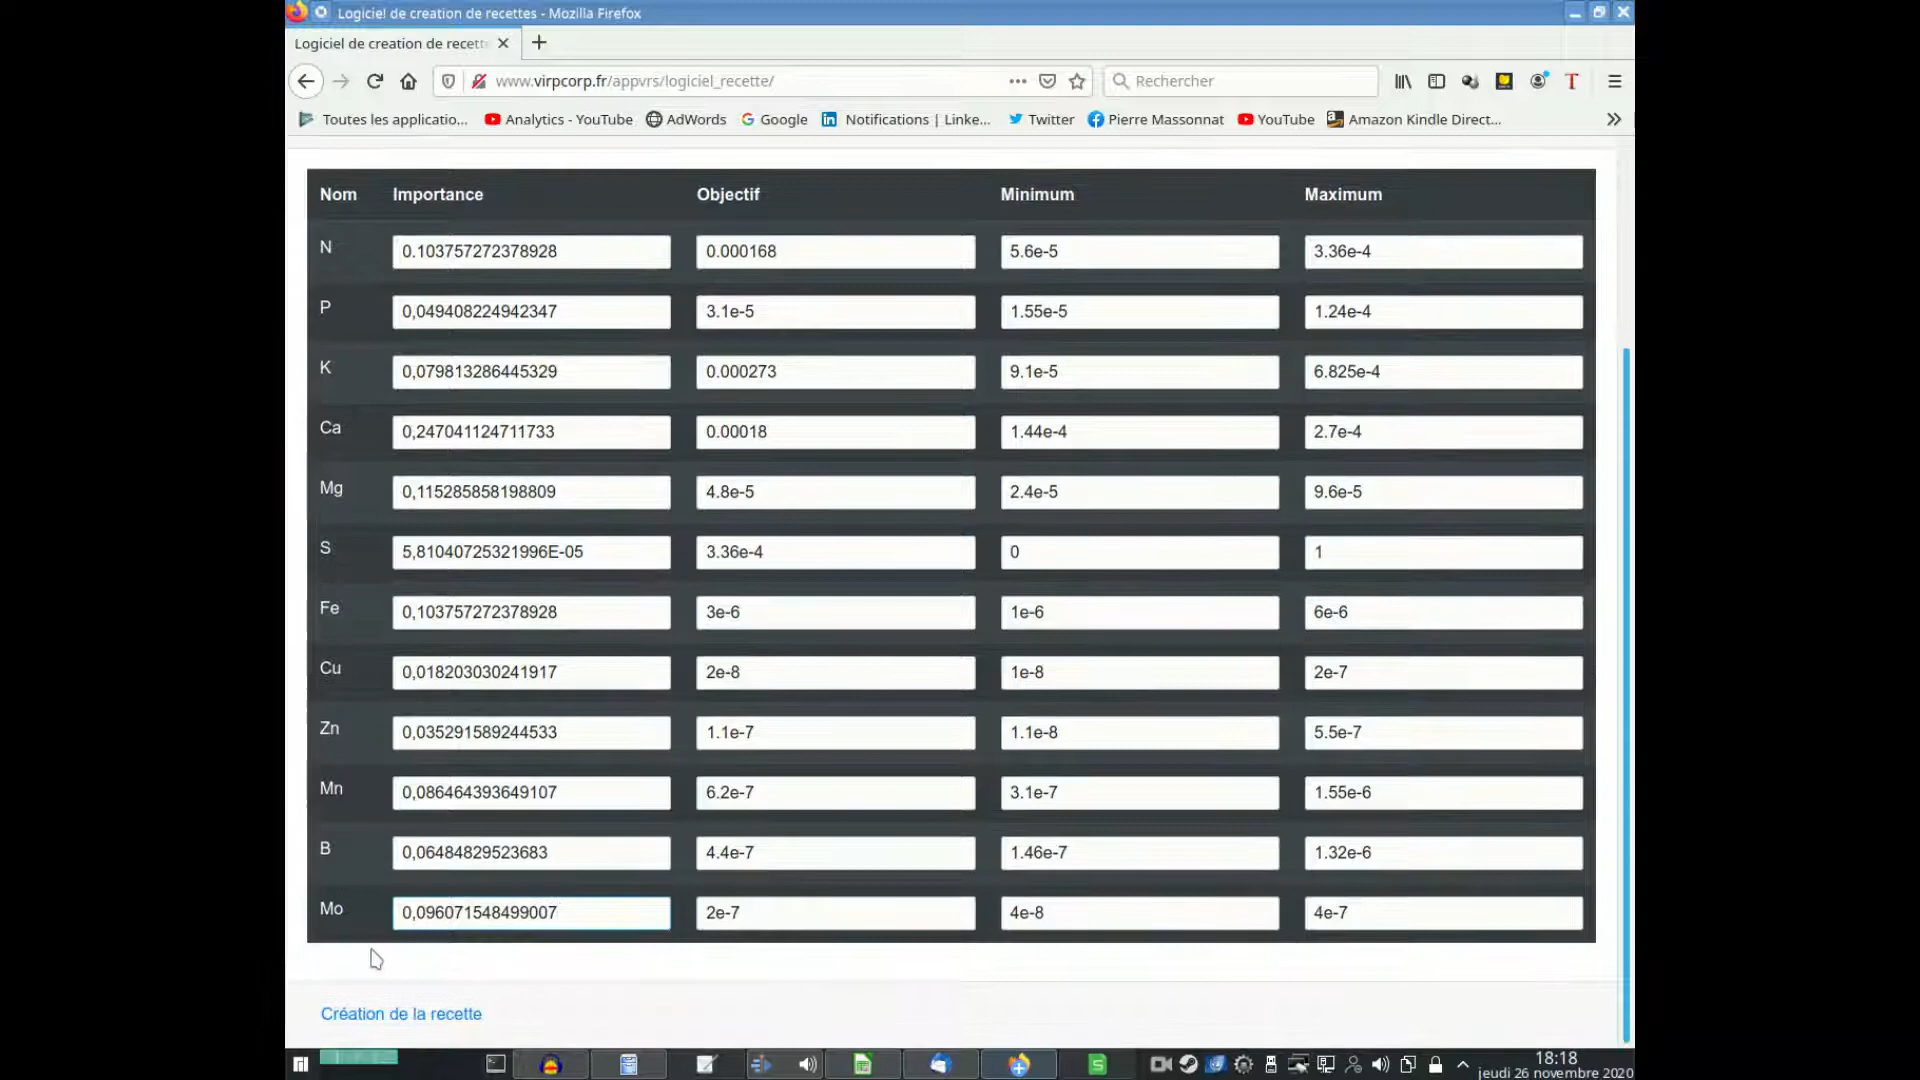 Logiciel de creation de recettes - Mozilla Firefox
Logiciel de creation de recett
www.virpcorp.fr/appvrs/logiciel_recette/
Rechercher
Toutes les applicatio...
Analytics - YouTube
AdWords
Google
Notifications | Linke...
Twitter
Pierre Massonnat
YouTube
Amazon Kindle Direct...
Nom Importance Objectif Minimum Maximum
N 0.103757272378928 0.000168 5.6e-5 3.36e-4
P 0,049408224942347 3.1e-5 1.55e-5 1.24e-4
K 0,079813286445329 0.000273 9.1e-5 6.825e-4
Ca 0,247041124711733 0.00018 1.44e-4 2.7e-4
Mg 0,115285858198809 4.8e-5 2.4e-5 9.6e-5
S 5,81040725321996E-05 3.36e-4 0 1
Fe 0,103757272378928 3e-6 1e-6 6e-6
Cu 0,018203030241917 2e-8 1e-8 2e-7
Zn 0,035291589244533 1.1e-7 1.1e-8 5.5e-7
Mn 0,086464393649107 6.2e-7 3.1e-7 1.55e-6
B 0,06484829523683 4.4e-7 1.46e-7 1.32e-6
Mo 0,096071548499007 2e-7 4e-8 4e-7
Création de la recette
18:18
jeudi 26 novembre 2020